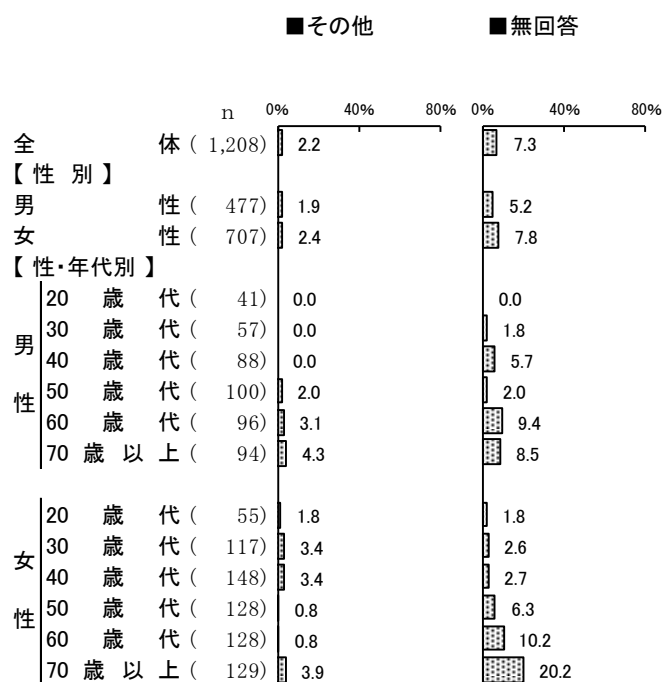 ■その他 ■無回答
n 0% 40% 80% 0% 40% 80%
全体 ( 1,208) 2.2 7.3
【 性 別 】
男性 ( 477) 1.9 5.2
女性 ( 707) 2.4 7.8
【 性・年代別 】
男性
20 歳代 ( 41) 0.0 0.0
30 歳代 ( 57) 0.0 1.8
40 歳代 ( 88) 0.0 5.7
50 歳代 ( 100) 2.0 2.0
60 歳代 ( 96) 3.1 9.4
70 歳以上 ( 94) 4.3 8.5
女性
20 歳代 ( 55) 1.8 1.8
30 歳代 ( 117) 3.4 2.6
40 歳代 ( 148) 3.4 2.7
50 歳代 ( 128) 0.8 6.3
60 歳代 ( 128) 0.8 10.2
70 歳以上 ( 129) 3.9 20.2